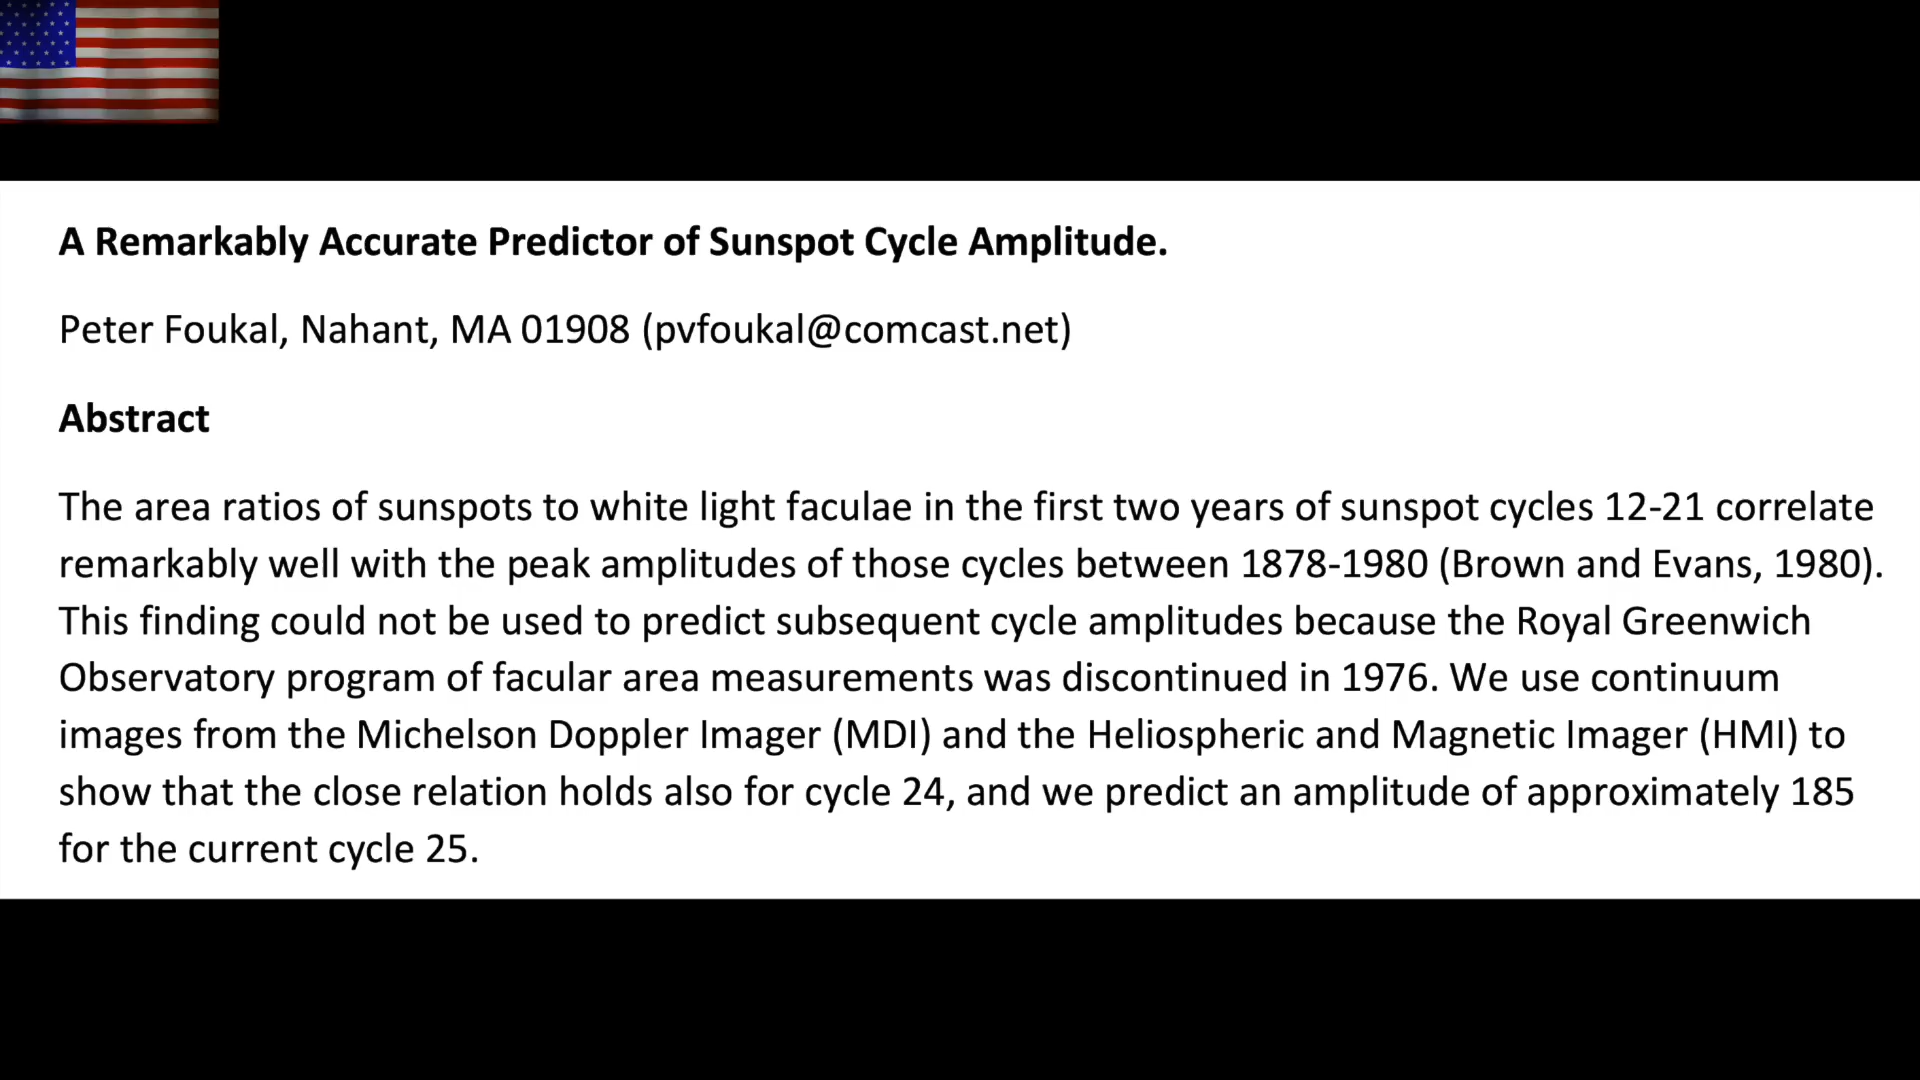 A Remarkably Accurate Predictor of Sunspot Cycle Amplitude.
Peter Foukal, Nahant, MA 01908 (pvfoukal@comcast.net)
Abstract
The area ratios of sunspots to white light faculae in the first two years of sunspot cycles 12-21 correlate
remarkably well with the peak amplitudes of those cycles between 1878-1980 (Brown and Evans, 1980).
This finding could not be used to predict subsequent cycle amplitudes because the Royal Greenwich
Observatory program of facular area measurements was discontinued in 1976. We use continuum
images from the Michelson Doppler Imager (MDI) and the Heliospheric and Magnetic Imager (HMI) to
show that the close relation holds also for cycle 24, and we predict an amplitude of approximately 185
for the current cycle 25.